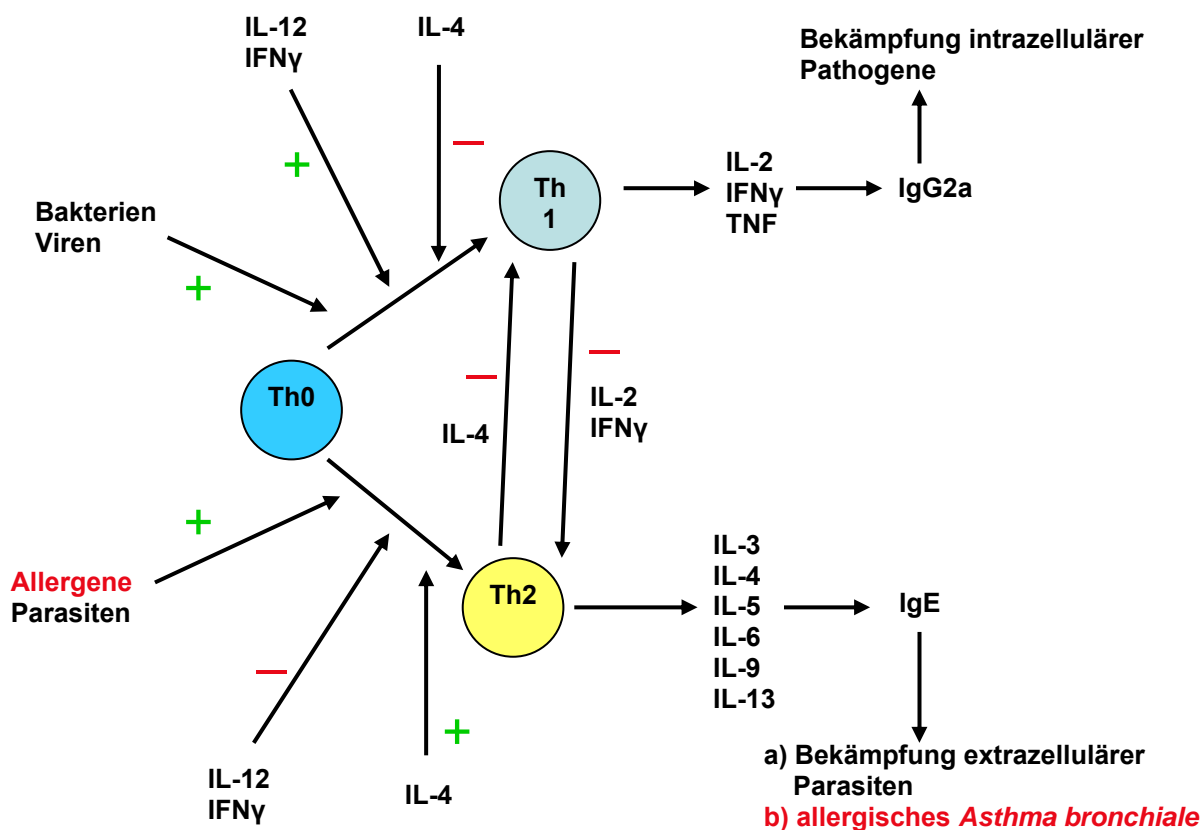 IL-12
IFNγ
IL-4
Bekämpfung intrazellulärer
Pathogene
+
−
Th
1
IL-2
IFNγ
TNF
IgG2a
Bakterien
Viren
+
Th0
−
IL-4
−
IL-2
IFNγ
+
Allergene
Parasiten
Th2
IL-3
IL-4
IL-5
IL-6
IL-9
IL-13
IgE
−
+
IL-12
IFNγ
IL-4
a) Bekämpfung extrazellulärer
Parasiten
b) allergisches Asthma bronchiale